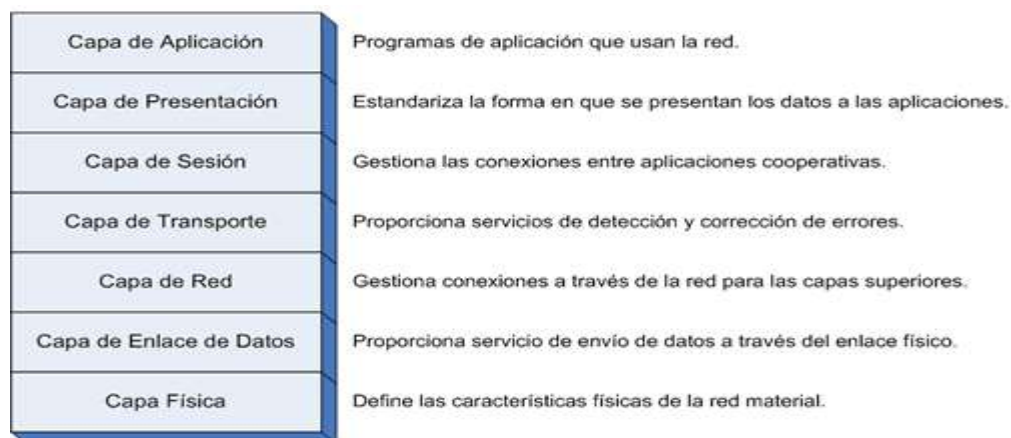 Capa de Aplicación
Programas de aplicación que usan la red.
Capa de Presentación
Estandariza la forma en que se presentan los datos a las aplicaciones.
Capa de Sesión
Gestiona las conexiones entre aplicaciones cooperativas.
Capa de Transporte
Proporciona servicios de detección y corrección de errores.
Capa de Red
Gestiona conexiones a través de la red para las capas superiores.
Capa de Enlace de Datos
Proporciona servicio de envío de datos a través del enlace físico.
Capa Física
Define las características físicas de la red material.